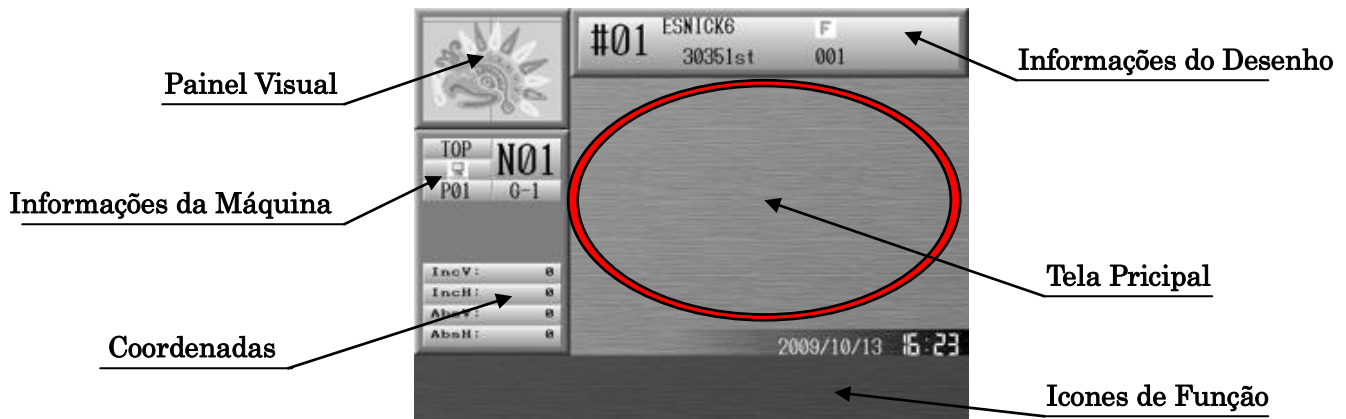 Painel Visual
Informações da Máquina
Coordenadas
#01 ESNICK6 F
30351st 001
TOP N01
P01 G-1
IncV: 0
IncH: 0
AbsV: 0
AbsH: 0
2009/10/13 16:23
Informações do Desenho
Tela Pricipal
Icones de Função